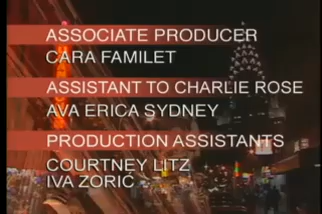 ASSOCIATE PRODUCER
CARA FAMILET
ASSISTANT TO CHARLIE ROSE
AVA ERICA SYDNEY
PRODUCTION ASSISTANTS
COURTNEY LITZ
IVA ZORIĆ